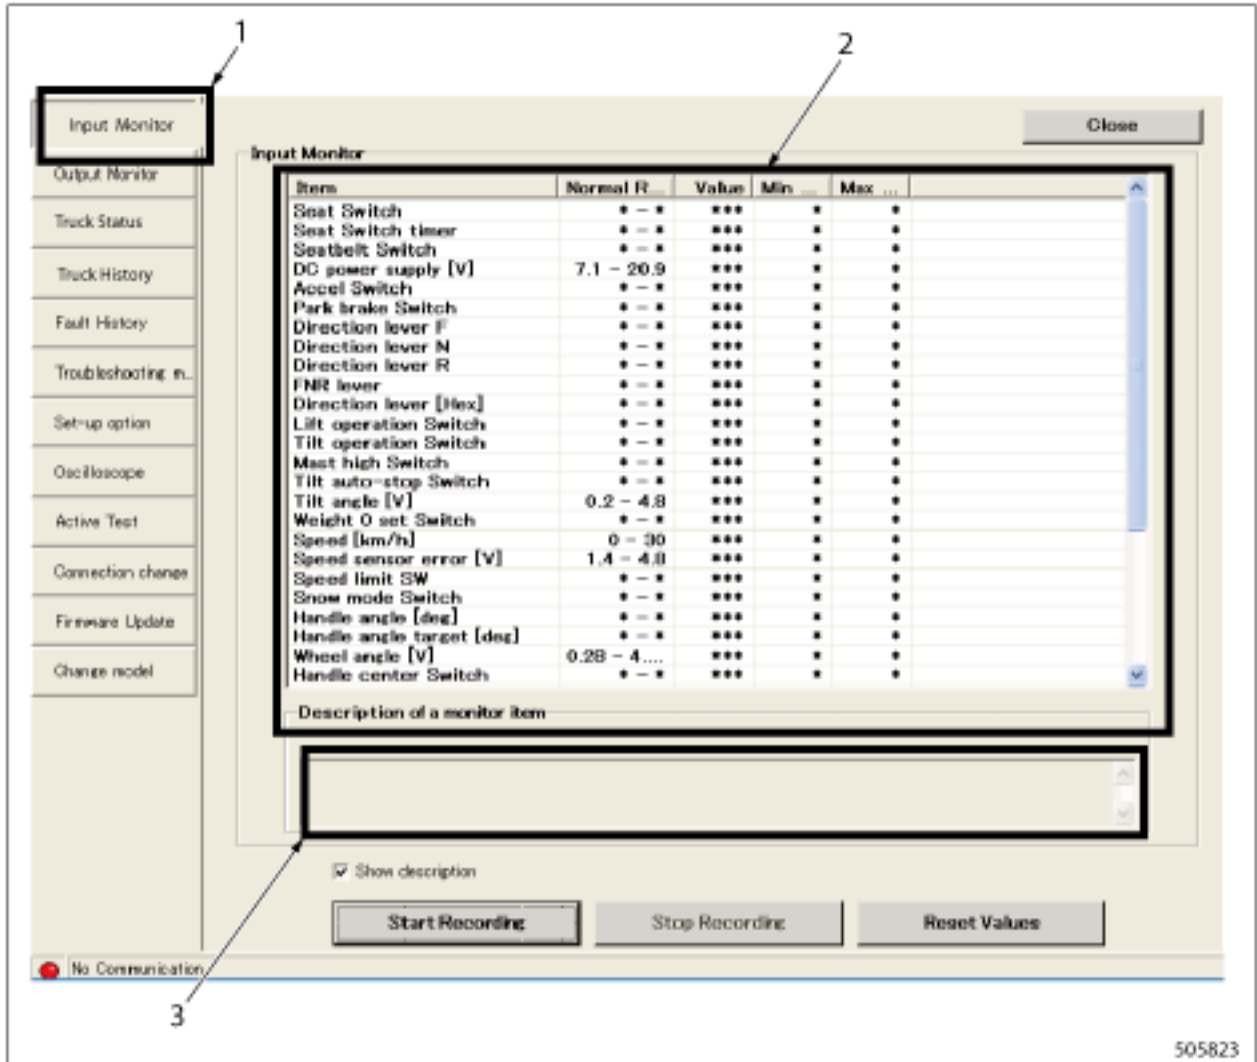 1
2
Input Monitor
Close
Input Monitor
Output Monitor
Item Normal R... Value Min ... Max ...
Seat Switch * - * *** * *
Truck Status
Seat Switch timer * - * *** * *
Seatbelt Switch * - * *** * *
DC power supply [V] 7.1 - 20.9 *** * *
Truck History
Accel Switch * - * *** * *
Park brake Switch * - * *** * *
Fault History
Direction lever F * - * *** * *
Direction lever N * - * *** * *
Direction lever R * - * *** * *
Troubleshooting m...
FNR lever * - * *** * *
Direction lever [Hex] * - * *** * *
Set-up option
Lift operation Switch * - * *** * *
Tilt operation Switch * - * *** * *
Mast high Switch * - * *** * *
Oscilloscope
Tilt auto-stop Switch * - * *** * *
Tilt angle [V] 0.2 - 4.8 *** * *
Active Test
Weight 0 set Switch * - * *** * *
Speed [km/h] 0 - 30 *** * *
Speed sensor error [V] 1.4 - 4.8 *** * *
Connection change
Speed limit SW * - * *** * *
Snow mode Switch * - * *** * *
Firmware Update
Handle angle [deg] * - * *** * *
Handle angle target [deg] * - * *** * *
Wheel angle [V] 0.28 - 4.... *** * *
Change model
Handle center Switch * - * *** * *
Description of a monitor item
Show description
Start Recording
Stop Recording
Reset Values
No Communication
3
505823